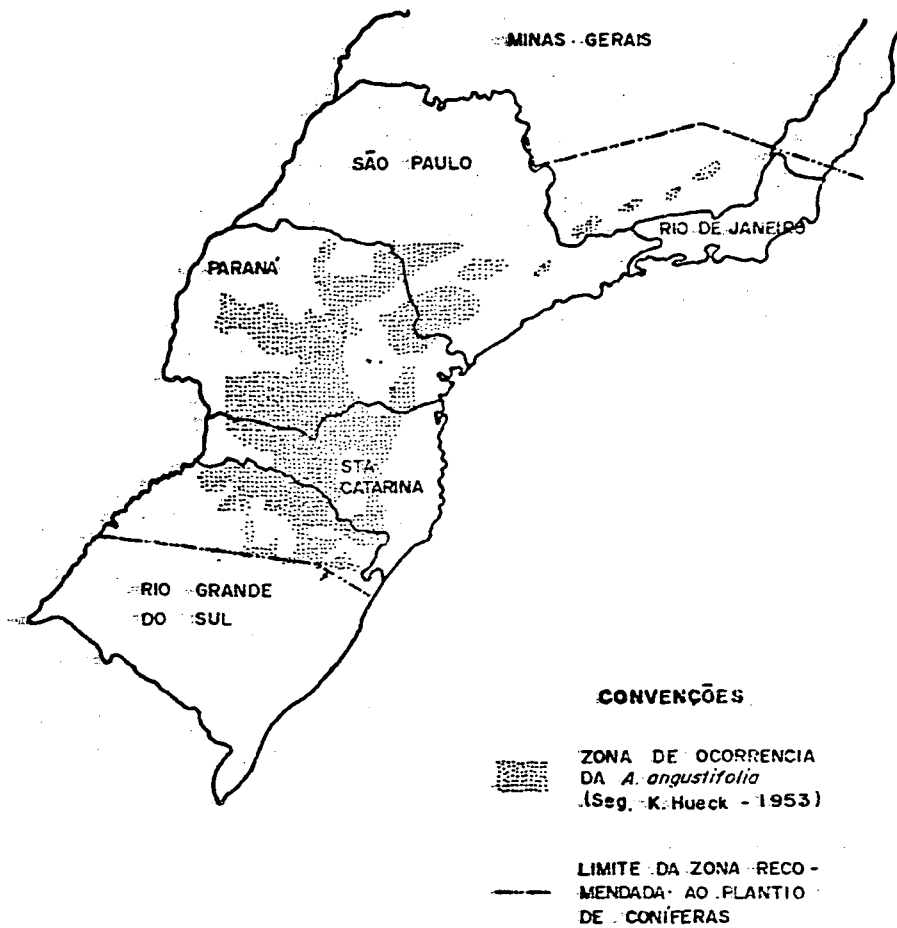 MINAS GERAIS
SÃO PAULO
RIO DE JANEIRO
PARANÁ
STA.
CATARINA
RIO GRANDE
DO SUL
CONVENÇÕES
ZONA DE OCORRENCIA
DA A. angustifolia
(Seg. K. Hueck - 1953)
LIMITE DA ZONA RECO-
MENDADA AO PLANTIO
DE CONÍFERAS